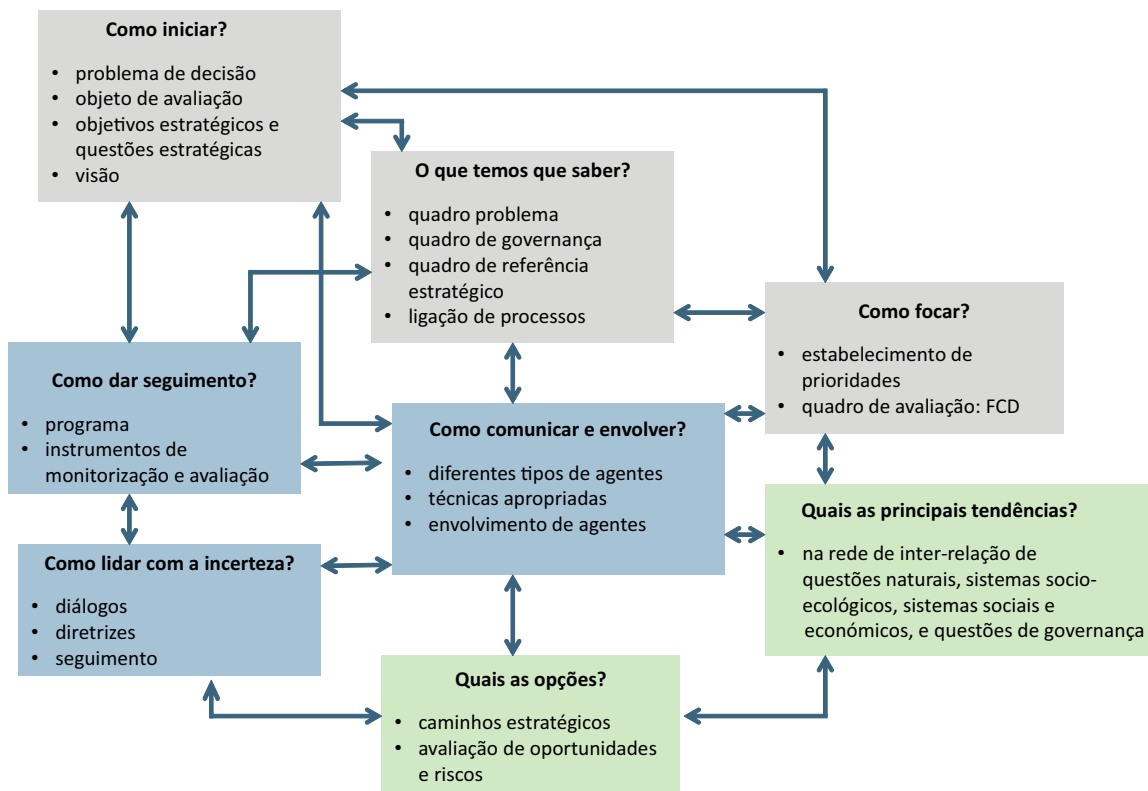 Como iniciar?
• problema de decisão
• objeto de avaliação
• objetivos estratégicos e
questões estratégicas
• visão
O que temos que saber?
• quadro problema
• quadro de governança
• quadro de referência
estratégico
• ligação de processos
Como focar?
• estabelecimento de
prioridades
• quadro de avaliação: FCD
Como dar seguimento?
• programa
• instrumentos de
monitorização e avaliação
Como comunicar e envolver?
• diferentes tipos de agentes
• técnicas apropriadas
• envolvimento de agentes
Quais as principais tendências?
• na rede de inter-relação de
questões naturais, sistemas socio-
ecológicos, sistemas sociais e
económicos, e questões de governança
Como lidar com a incerteza?
• diálogos
• diretrizes
• seguimento
Quais as opções?
• caminhos estratégicos
• avaliação de oportunidades
e riscos